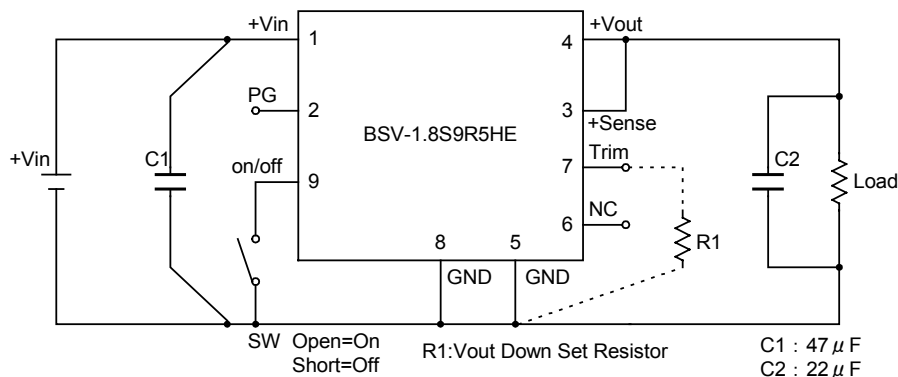 +Vin
1
4
+Vout
PG
2
3
+Sense
BSV-1.8S9R5HE
+Vin
C1
on/off
9
7
Trim
C2
Load
6
NC
R1
8
5
GND
GND
SW
Open=On
Short=Off
R1:Vout Down Set Resistor
C1 : 47μF
C2 : 22μF